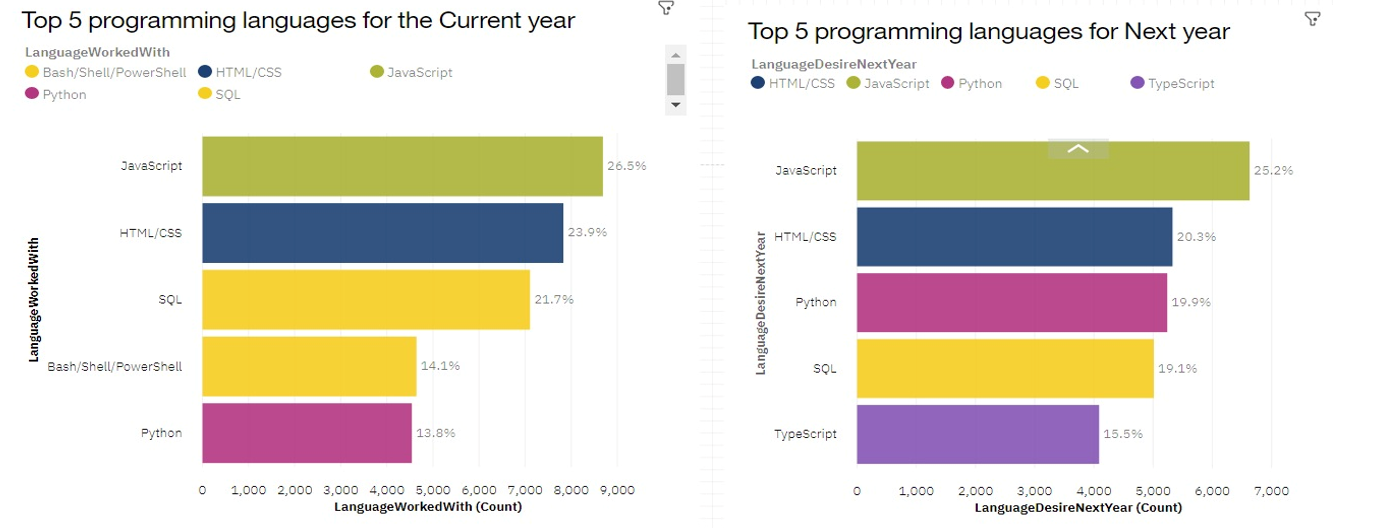 Top 5 programming languages for the Current year
LanguageWorkedWith
Bash/Shell/PowerShell HTML/CSS JavaScript
Python SQL
LanguageWorkedWith
JavaScript 26.5%
HTML/CSS 23.9%
SQL 21.7%
Bash/Shell/PowerShell 14.1%
Python 13.8%
0 1,000 2,000 3,000 4,000 5,000 6,000 7,000 8,000 9,000
LanguageWorkedWith (Count)
Top 5 programming languages for Next year
LanguageDesireNextYear
HTML/CSS JavaScript Python SQL TypeScript
LanguageDesireNextYear
JavaScript 25.2%
HTML/CSS 20.3%
Python 19.9%
SQL 19.1%
TypeScript 15.5%
0 1,000 2,000 3,000 4,000 5,000 6,000 7,000
LanguageDesireNextYear (Count)